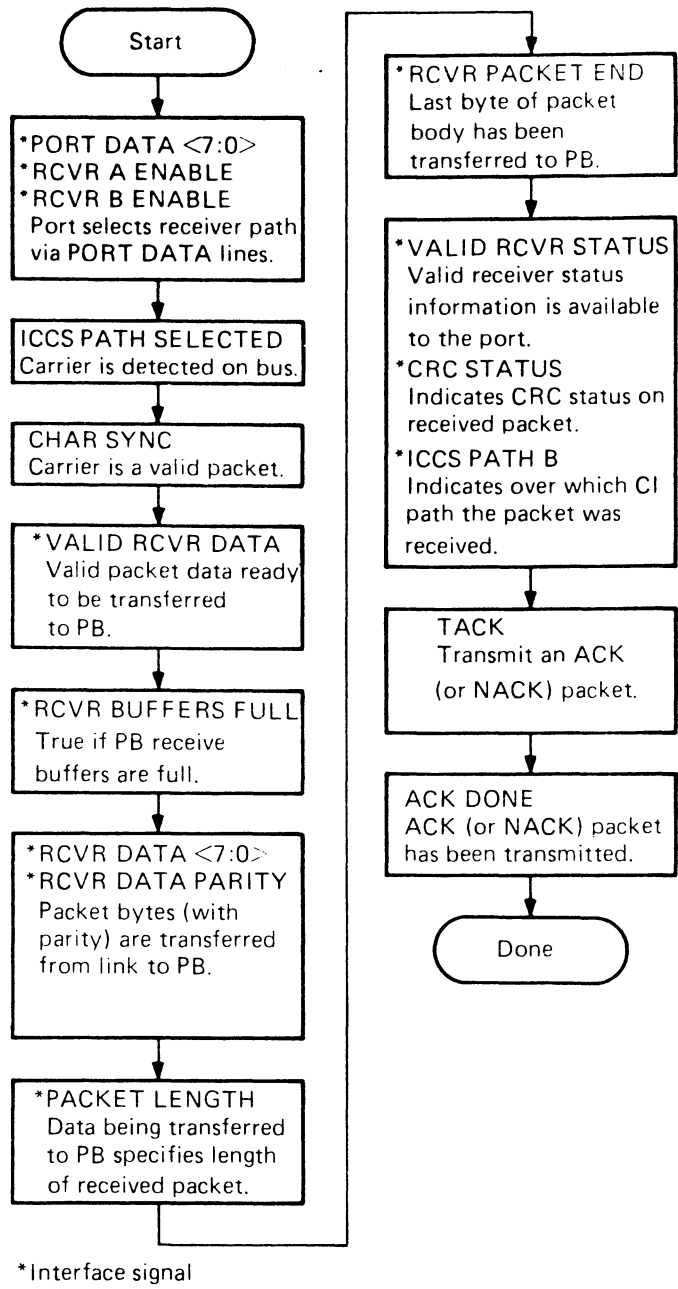 Start
*PORT DATA <7:0>
*RCVR A ENABLE
*RCVR B ENABLE
Port selects receiver path
via PORT DATA lines.
ICCS PATH SELECTED
Carrier is detected on bus.
CHAR SYNC
Carrier is a valid packet.
*VALID RCVR DATA
Valid packet data ready
to be transferred
to PB.
*RCVR BUFFERS FULL
True if PB receive
buffers are full.
*RCVR DATA <7:0>
*RCVR DATA PARITY
Packet bytes (with
parity) are transferred
from link to PB.
*PACKET LENGTH
Data being transferred
to PB specifies length
of received packet.
*RCVR PACKET END
Last byte of packet
body has been
transferred to PB.
*VALID RCVR STATUS
Valid receiver status
information is available
to the port.
*CRC STATUS
Indicates CRC status on
received packet.
*ICCS PATH B
Indicates over which CI
path the packet was
received.
TACK
Transmit an ACK
(or NACK) packet.
ACK DONE
ACK (or NACK) packet
has been transmitted.
Done
*Interface signal